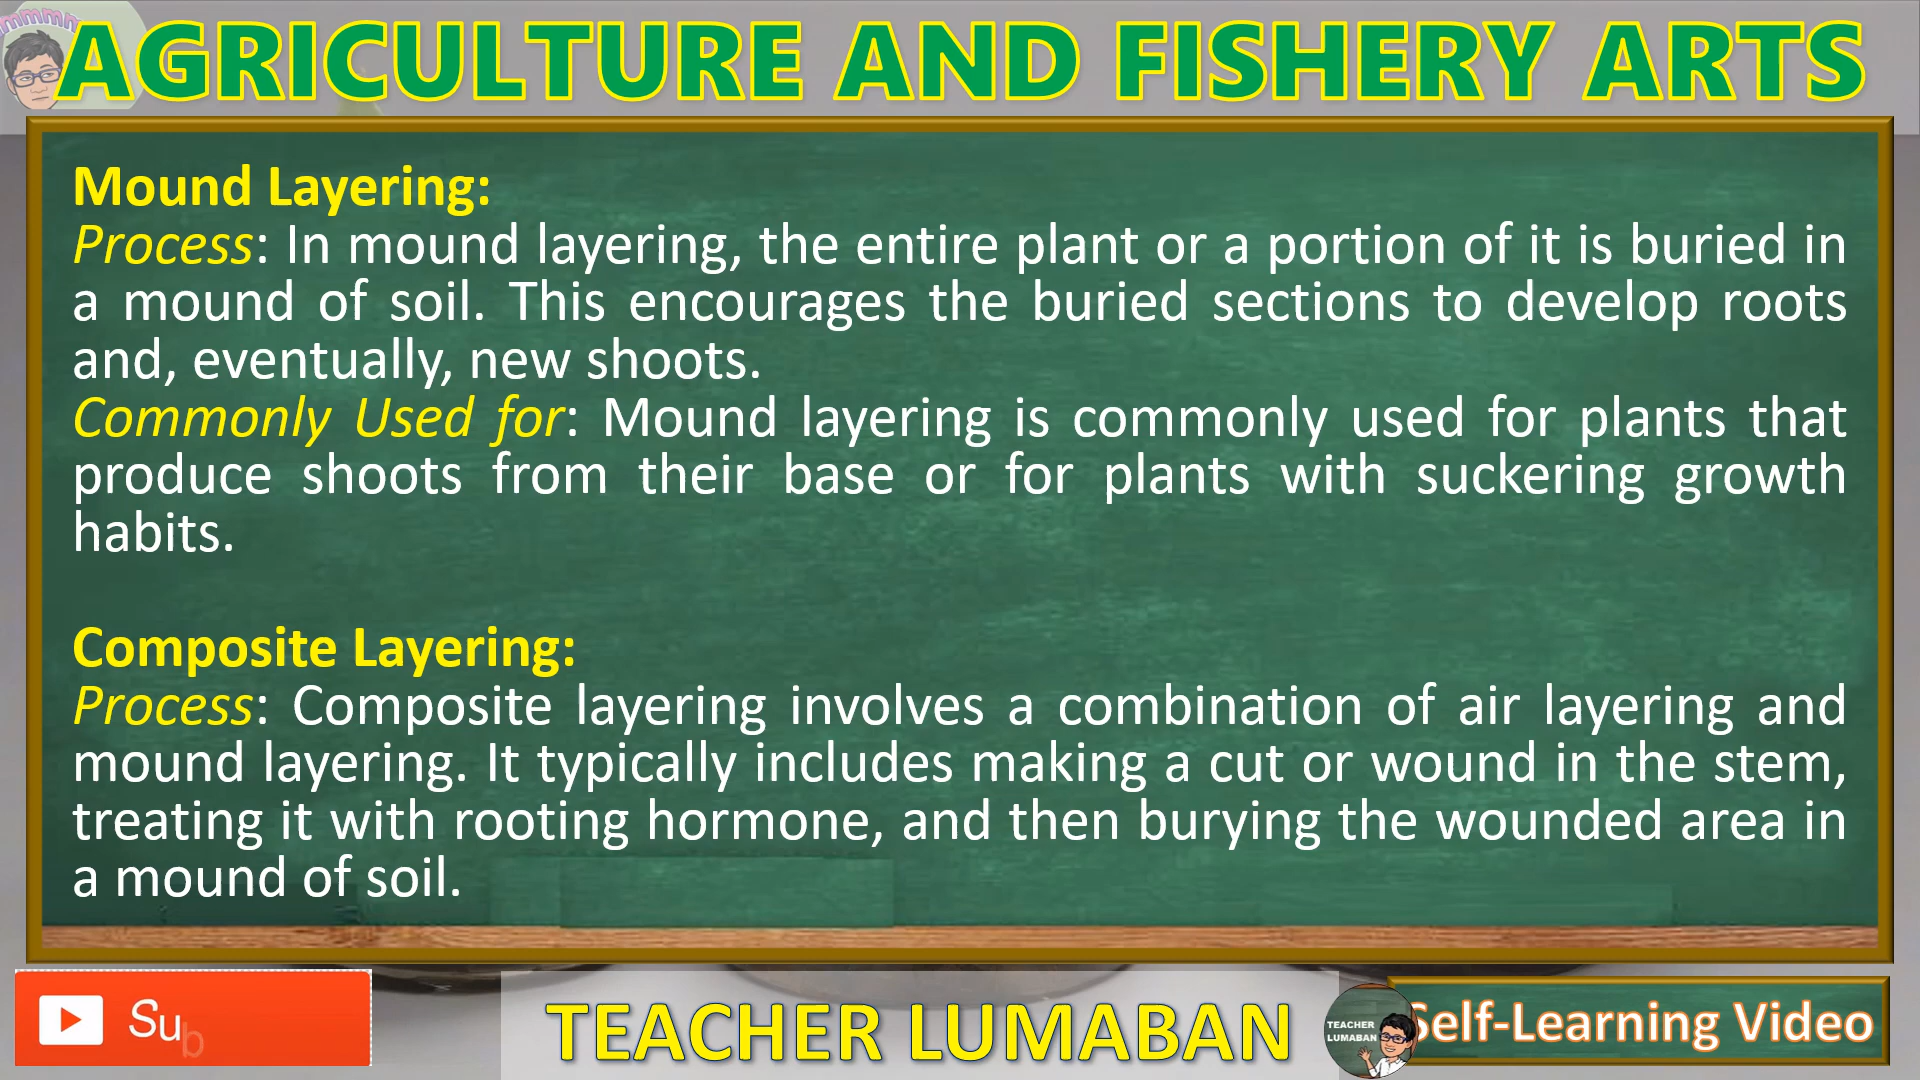 mmmm
AGRICULTURE AND FISHERY ARTS
Mound Layering:
Process: In mound layering, the entire plant or a portion of it is buried in
a mound of soil. This encourages the buried sections to develop roots
and, eventually, new shoots.
Commonly Used for: Mound layering is commonly used for plants that
produce shoots from their base or for plants with suckering growth
habits.
Composite Layering:
Process: Composite layering involves a combination of air layering and
mound layering. It typically includes making a cut or wound in the stem,
treating it with rooting hormone, and then burying the wounded area in
a mound of soil.
Sub
TEACHER LUMABAN
TEACHER
LUMABAN
Self-Learning Video